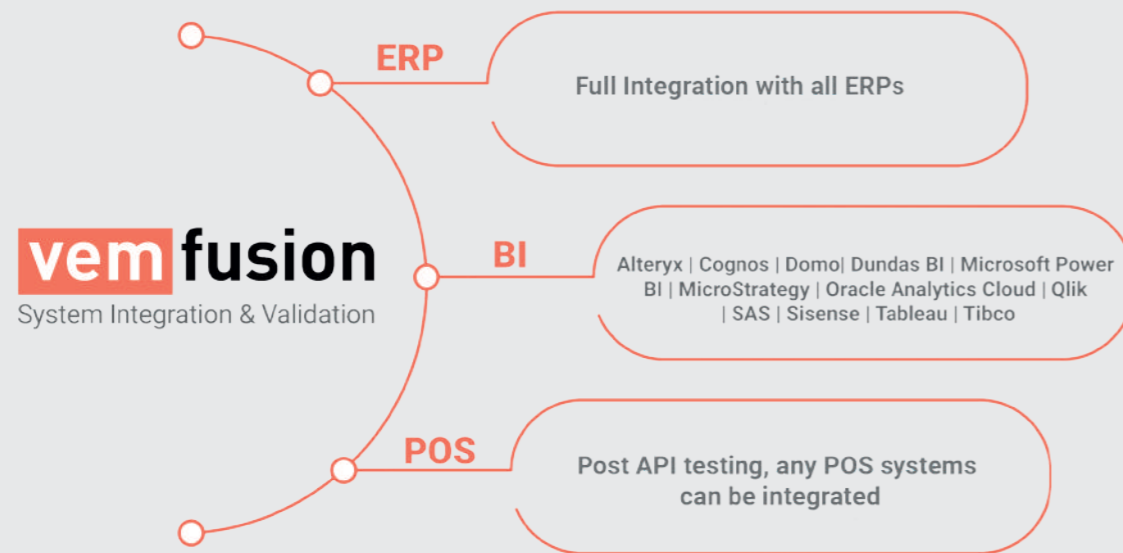 ERP
Full Integration with all ERPs
vem fusion
System Integration & Validation
BI
Alteryx | Cognos | Domo| Dundas BI | Microsoft Power
BI | MicroStrategy | Oracle Analytics Cloud | Qlik
| SAS | Sisense | Tableau | Tibco
POS
Post API testing, any POS systems
can be integrated